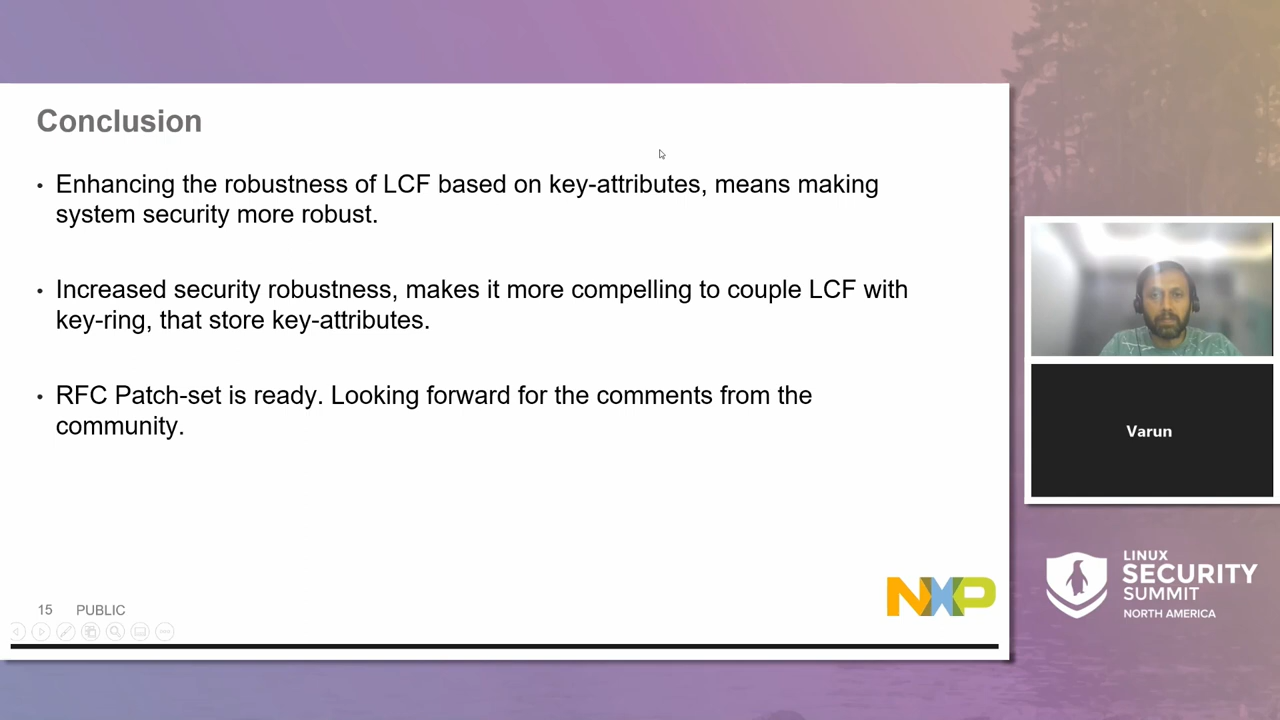 Conclusion
• Enhancing the robustness of LCF based on key-attributes, means making
system security more robust.
• Increased security robustness, makes it more compelling to couple LCF with
key-ring, that store key-attributes.
• RFC Patch-set is ready. Looking forward for the comments from the
community.
15 PUBLIC
NXP
Varun
LINUX
SECURITY
SUMMIT
NORTH AMERICA